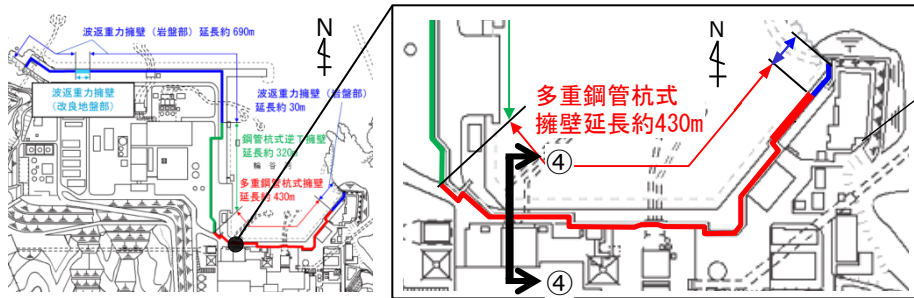 波返重力擁壁（岩盤部）延長約690m
N
波返重力擁壁
（改良地盤部）
波返重力擁壁（岩盤部）
延長約30m
鋼管杭式逆T擁壁
延長約320m
輪谷
多重鋼管杭式擁壁
延長約430m
N
多重鋼管杭式
擁壁延長約430m
④
④